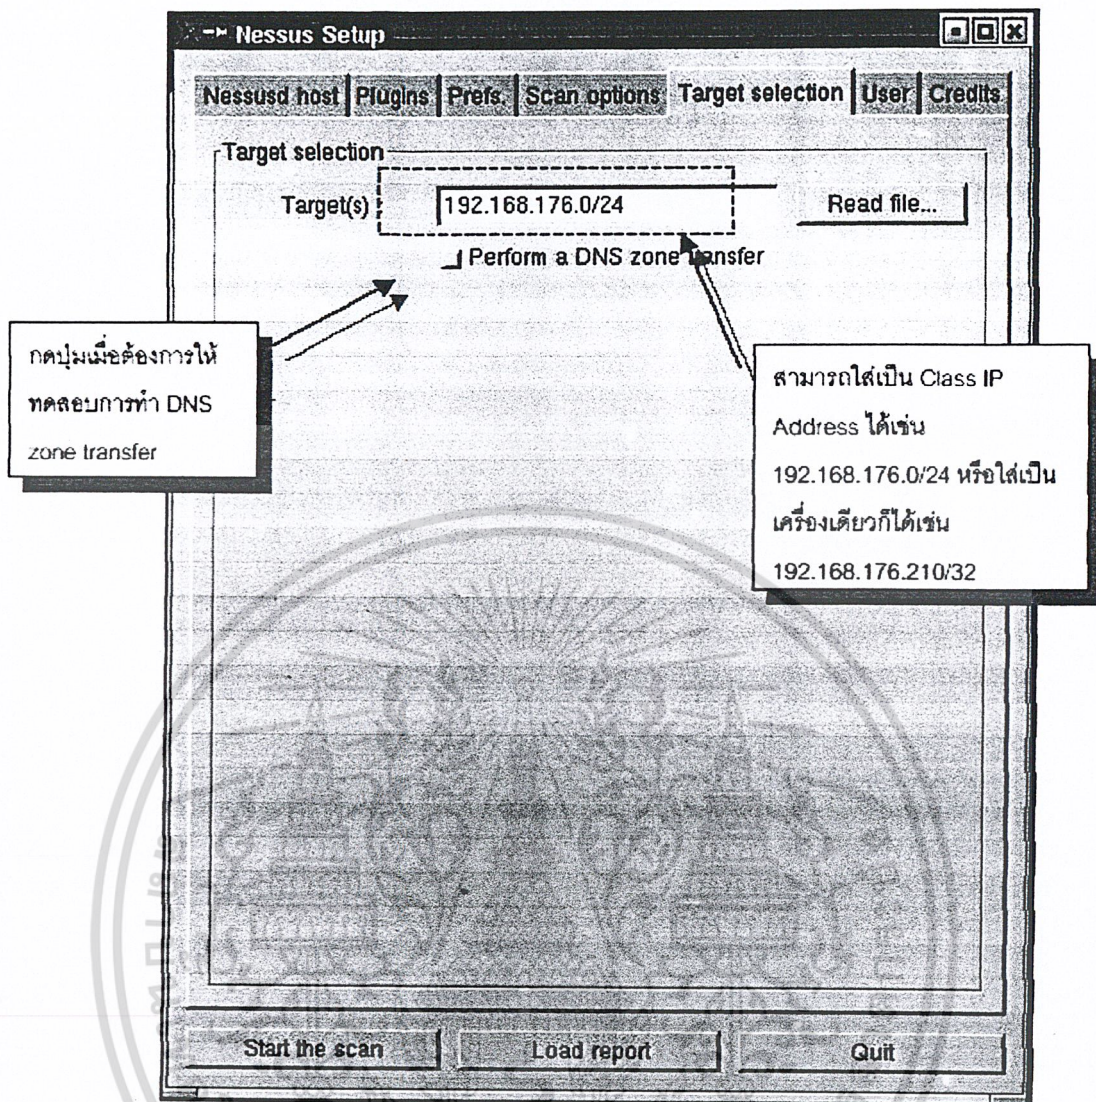 Nessus Setup
Nessusd host Plugins Prefs. Scan options Target selection User Credits
Target selection
Target(s) : 192.168.176.0/24 Read file...
Perform a DNS zone transfer
กดปุ่มเมื่อต้องการให้
ทดสอบการทำ DNS
zone transfer
สามารถใส่เป็น Class IP
Address ได้เช่น
192.168.176.0/24 หรือใส่เป็น
เครื่องเดียวก็ได้เช่น
192.168.176.210/32
Start the scan Load report Quit